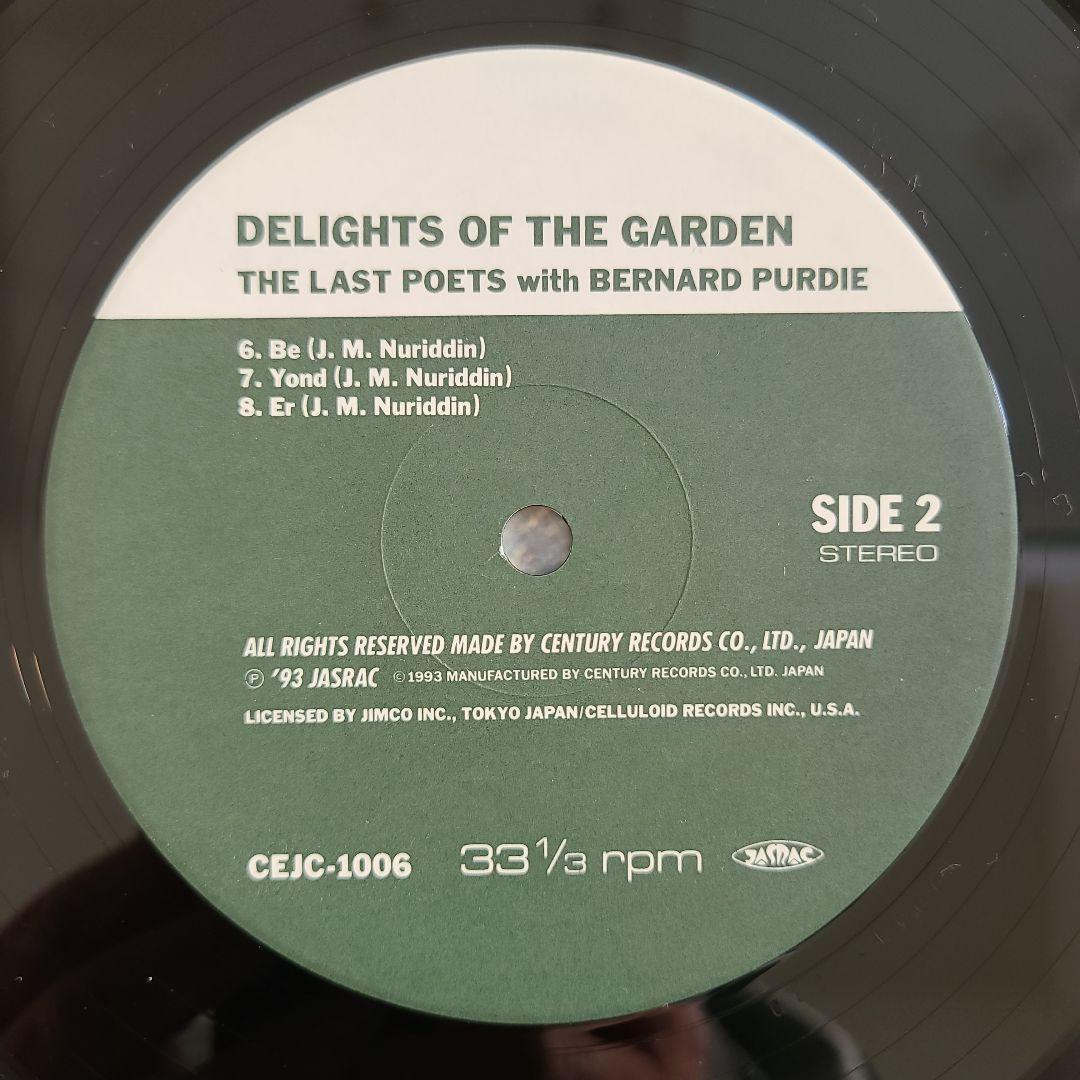 DELIGHTS OF THE GARDEN
THE LAST POETS with BERNARD PURDIE
6. Be (J. M. Nuriddin)
7. Yond (J. M. Nuriddin)
8. Er (J. M. Nuriddin)
SIDE 2
STEREO
ALL RIGHTS RESERVED MADE BY CENTURY RECORDS CO., LTD., JAPAN
Ⓟ '93 JASRAC ©1993 MANUFACTURED BY CENTURY RECORDS CO., LTD. JAPAN
LICENSED BY JIMCO INC., TOKYO JAPAN/CELLULOID RECORDS INC., U.S.A.
CEJC-1006 33 1/3 rpm JASRAC